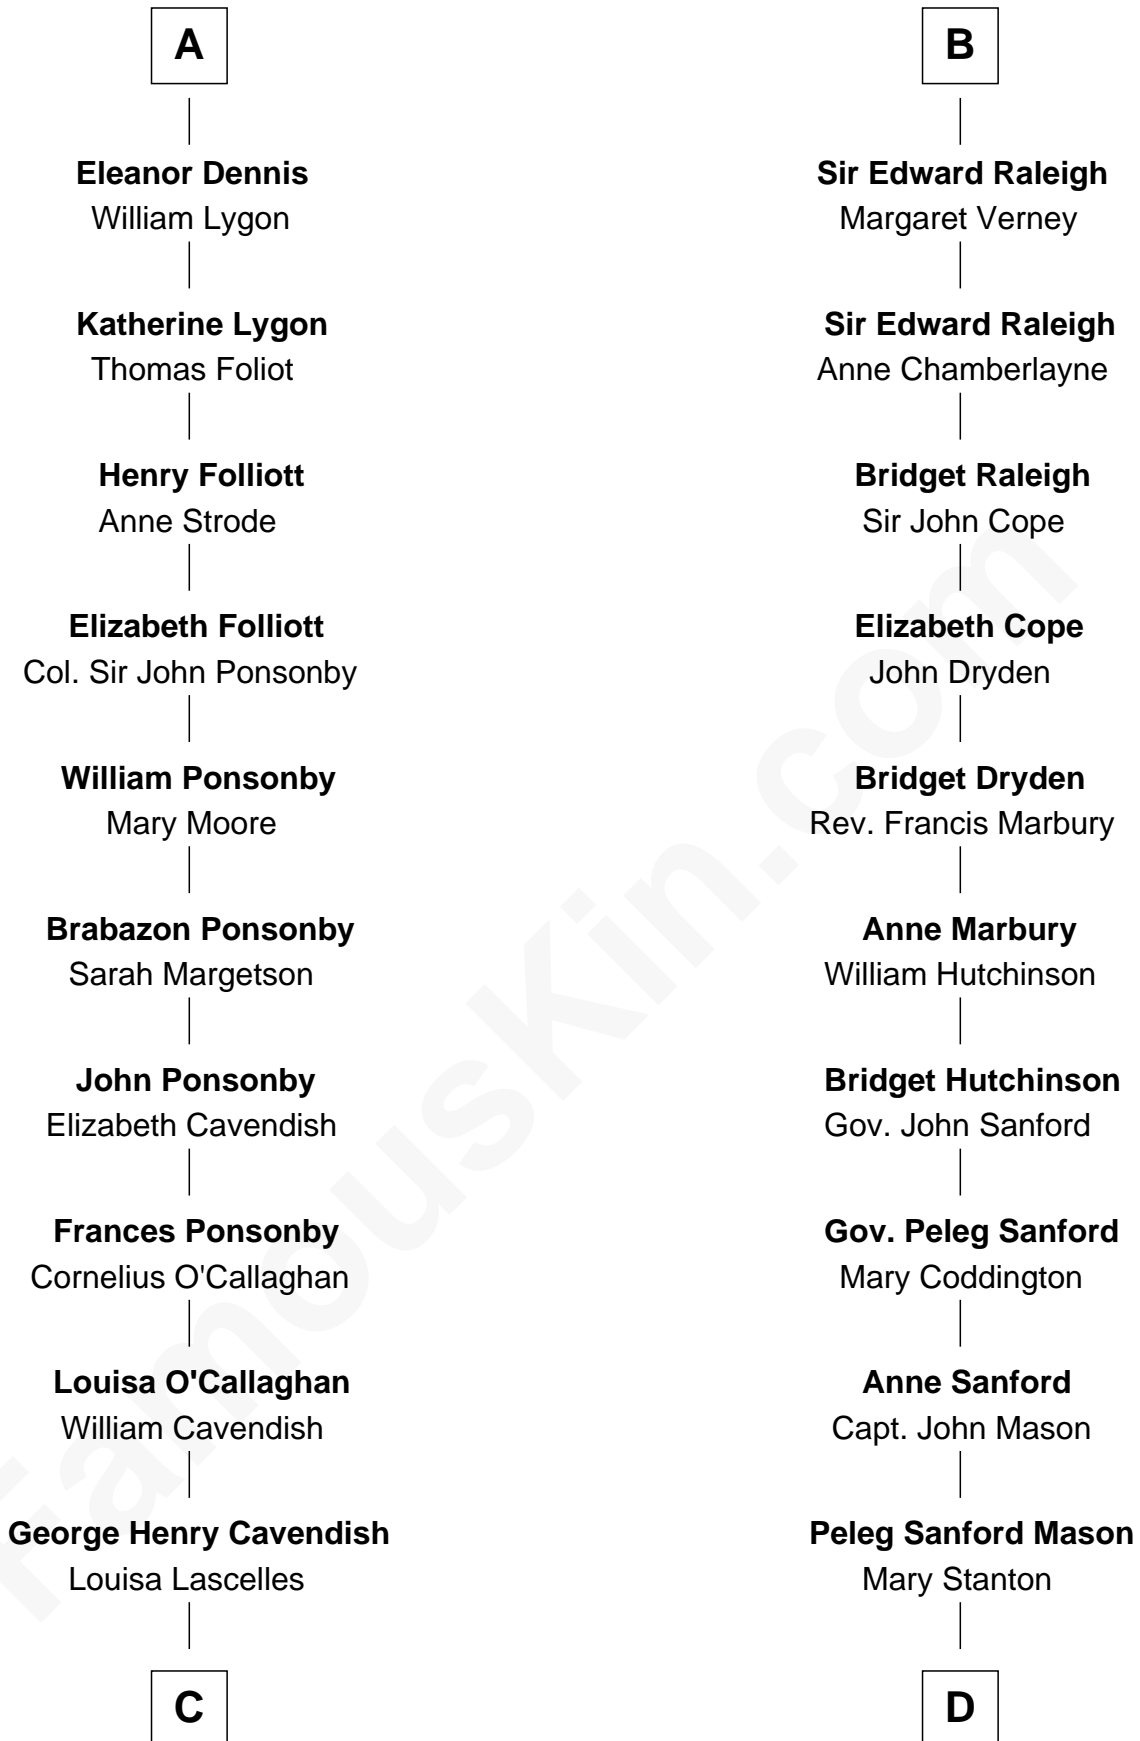 A
Eleanor Dennis
William Lygon
Katherine Lygon
Thomas Foliot
Henry Folliott
Anne Strode
Elizabeth Folliott
Col. Sir John Ponsonby
William Ponsonby
Mary Moore
Brabazon Ponsonby
Sarah Margetson
John Ponsonby
Elizabeth Cavendish
Frances Ponsonby
Cornelius O'Callaghan
Louisa O'Callaghan
William Cavendish
George Henry Cavendish
Louisa Lascelles
C
B
Sir Edward Raleigh
Margaret Verney
Sir Edward Raleigh
Anne Chamberlayne
Bridget Raleigh
Sir John Cope
Elizabeth Cope
John Dryden
Bridget Dryden
Rev. Francis Marbury
Anne Marbury
William Hutchinson
Bridget Hutchinson
Gov. John Sanford
Gov. Peleg Sanford
Mary Coddington
Anne Sanford
Capt. John Mason
Peleg Sanford Mason
Mary Stanton
D
FamousKin.com